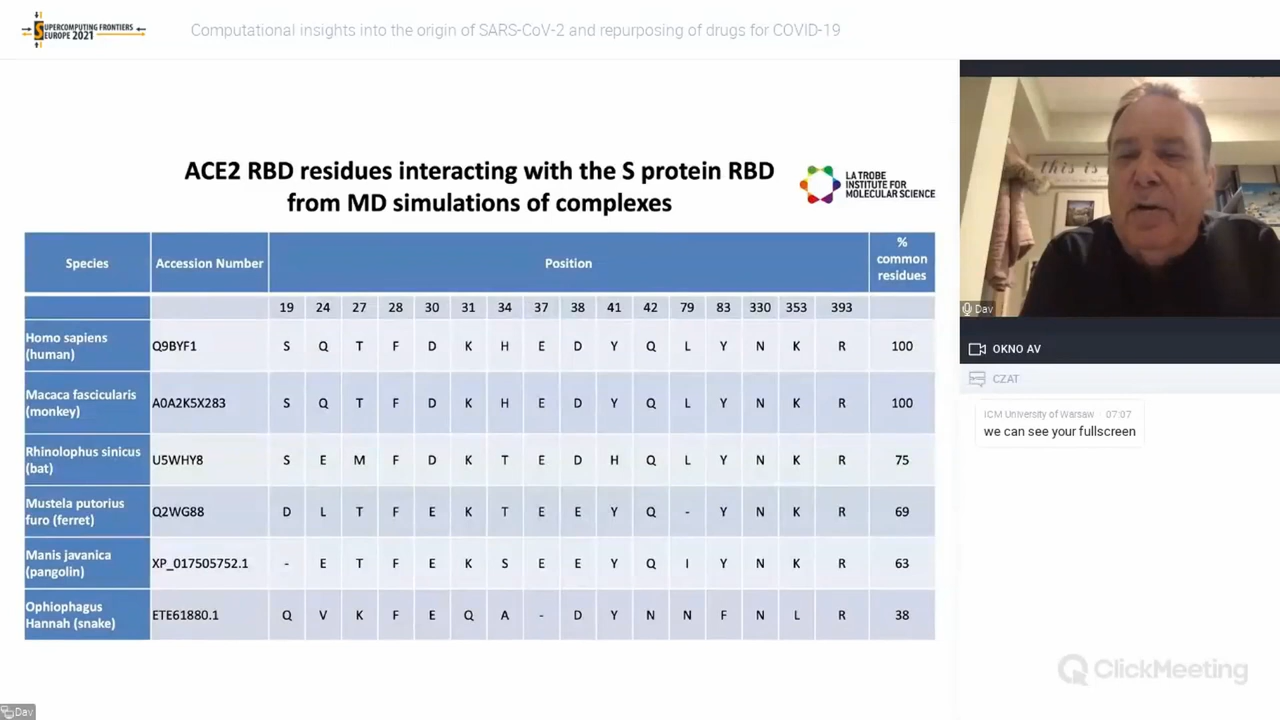 SUPERCOMPUTING FRONTIERS
EUROPE 2021
Computational insights into the origin of SARS-CoV-2 and repurposing of drugs for COVID-19
ACE2 RBD residues interacting with the S protein RBD
from MD simulations of complexes
LA TROBE
INSTITUTE FOR
MOLECULAR SCIENCE
Species Accession Number Position % common residues
19 24 27 28 30 31 34 37 38 41 42 79 83 330 353 393
Homo sapiens (human) Q9BYF1 S Q T F D K H E D Y Q L Y N K R 100
Macaca fascicularis (monkey) A0A2K5X283 S Q T F D K H E D Y Q L Y N K R 100
Rhinolophus sinicus (bat) U5WHY8 S E M F D K T E D H Q L Y N K R 75
Mustela putorius furo (ferret) Q2WG88 D L T F E K T E E Y Q - Y N K R 69
Manis javanica (pangolin) XP_017505752.1 - E T F E K S E E Y Q I Y N K R 63
Ophiophagus Hannah (snake) ETE61880.1 Q V K F E Q A - D Y N N F N L R 38
this is
Dav
OKNO AV
CZAT
ICM University of Warsaw · 07:07
we can see your fullscreen
ClickMeeting
Dav